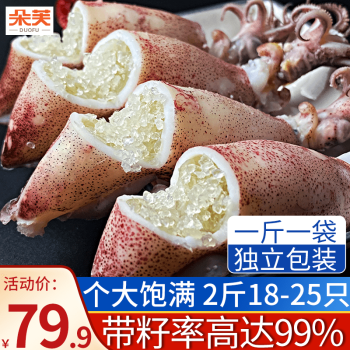 朵芙
DUOFU
一斤一袋
独立包装
活动价:
¥79.9
个大饱满 2斤18-25只
带籽率高达99%